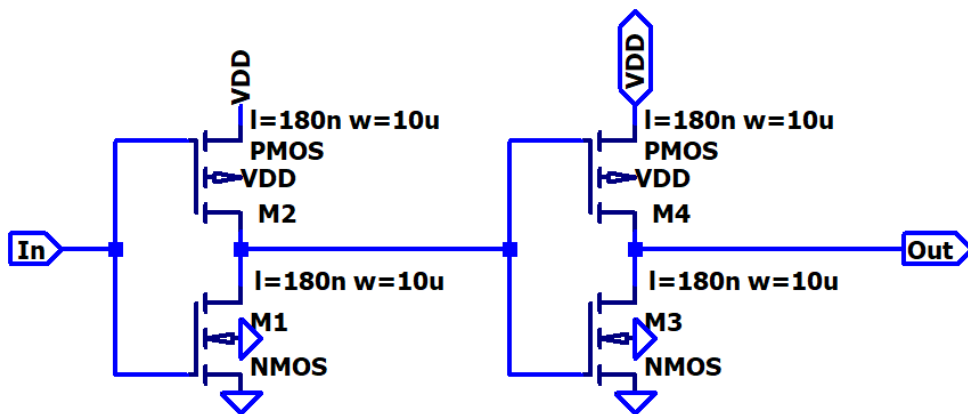 VDD
l=180n w=10u
PMOS
VDD
M2
In
l=180n w=10u
M1
NMOS
VDD
l=180n w=10u
PMOS
VDD
M4
Out
l=180n w=10u
M3
NMOS